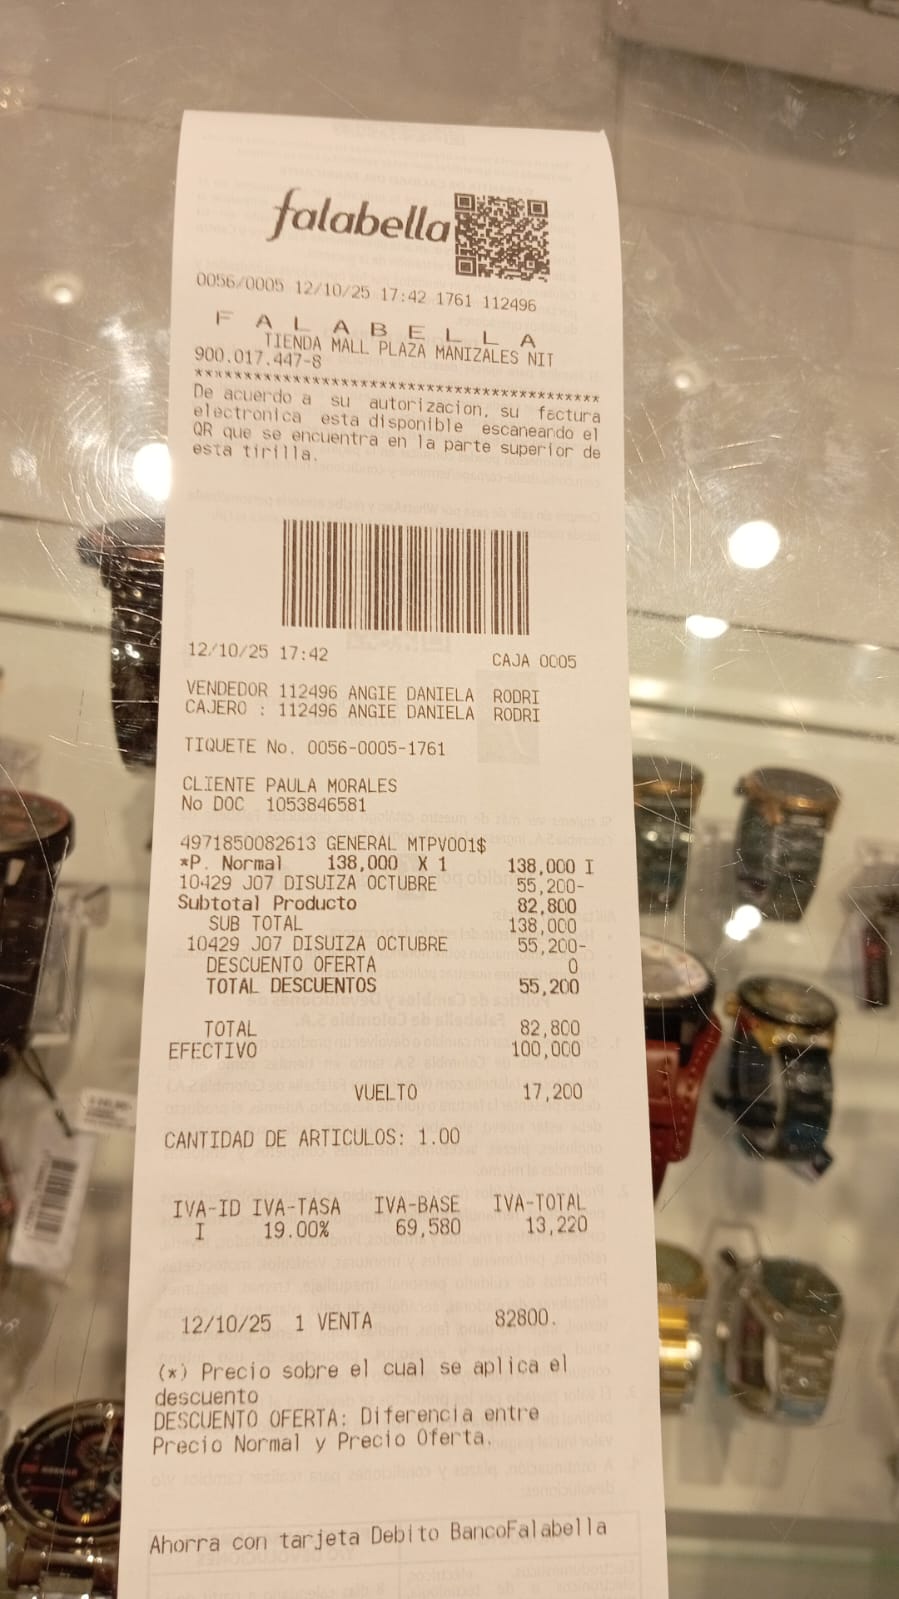 falabella
0056/0005 12/10/25 17:42 1761 112496
F A L A B E L L A
TIENDA MALL PLAZA MANIZALES NIT
900.017.447-8
*****************************************
De acuerdo a su autorizacion, su factura
electronica esta disponible escaneando el
QR que se encuentra en la parte superior de
esta tirilla.
12/10/25 17:42 CAJA 0005
VENDEDOR 112496 ANGIE DANIELA RODRI
CAJERO : 112496 ANGIE DANIELA RODRI
TIQUETE No. 0056-0005-1761
CLIENTE PAULA MORALES
No DOC 1053846581
4971850082613 GENERAL MTPV001$
*P. Normal 138,000 X 1 138,000 I
10429 J07 DISUIZA OCTUBRE 55,200-
Subtotal Producto 82,800
SUB TOTAL 138,000
10429 J07 DISUIZA OCTUBRE 55,200-
DESCUENTO OFERTA 0
TOTAL DESCUENTOS 55,200
TOTAL 82,800
EFECTIVO 100,000
VUELTO 17,200
CANTIDAD DE ARTICULOS: 1.00
IVA-ID IVA-TASA IVA-BASE IVA-TOTAL
I 19.00% 69,580 13,220
12/10/25 1 VENTA 82800.
(*) Precio sobre el cual se aplica el
descuento
DESCUENTO OFERTA: Diferencia entre
Precio Normal y Precio Oferta.
Ahorra con tarjeta Debito BancoFalabella